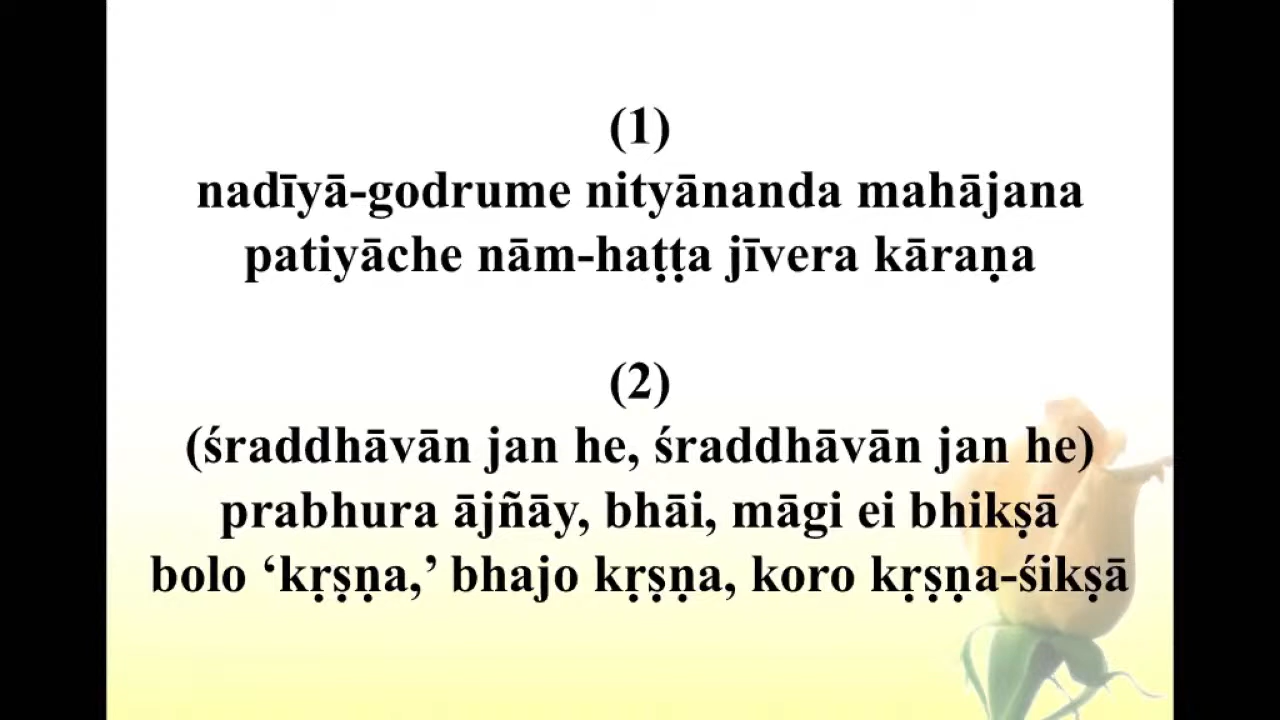 (1)
nadīyā-godrume nityānanda mahājana
patiyāche nām-haṭṭa jīvera kāraṇa
(2)
(śraddhāvān jan he, śraddhāvān jan he)
prabhura ājñāy, bhāi, māgi ei bhikṣā
bolo ‘kṛṣṇa,’ bhajo kṛṣṇa, koro kṛṣṇa-śikṣā